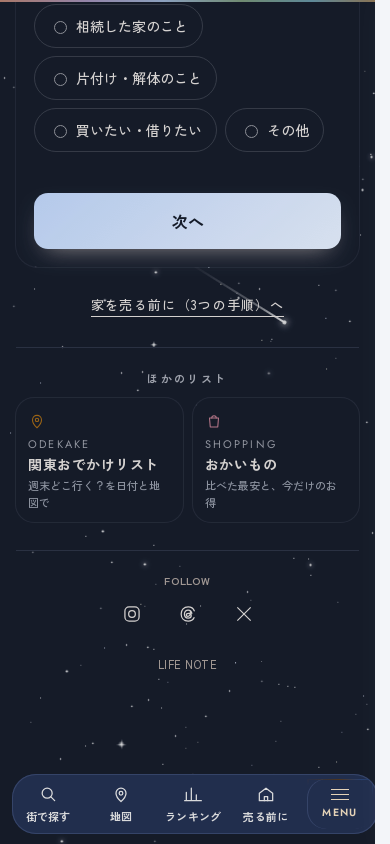 相続した家のこと
片付け・解体のこと
買いたい・借りたい
その他
次へ
家を売る前に（3つの手順）へ
ほかのリスト
ODEKAKE
関東おでかけリスト
週末どこ行く？を日付と地
図で
SHOPPING
おかいもの
比べた最安と、今だけのお
得
FOLLOW
LIFE NOTE
街で探す
地図
ランキング
売る前に
MENU